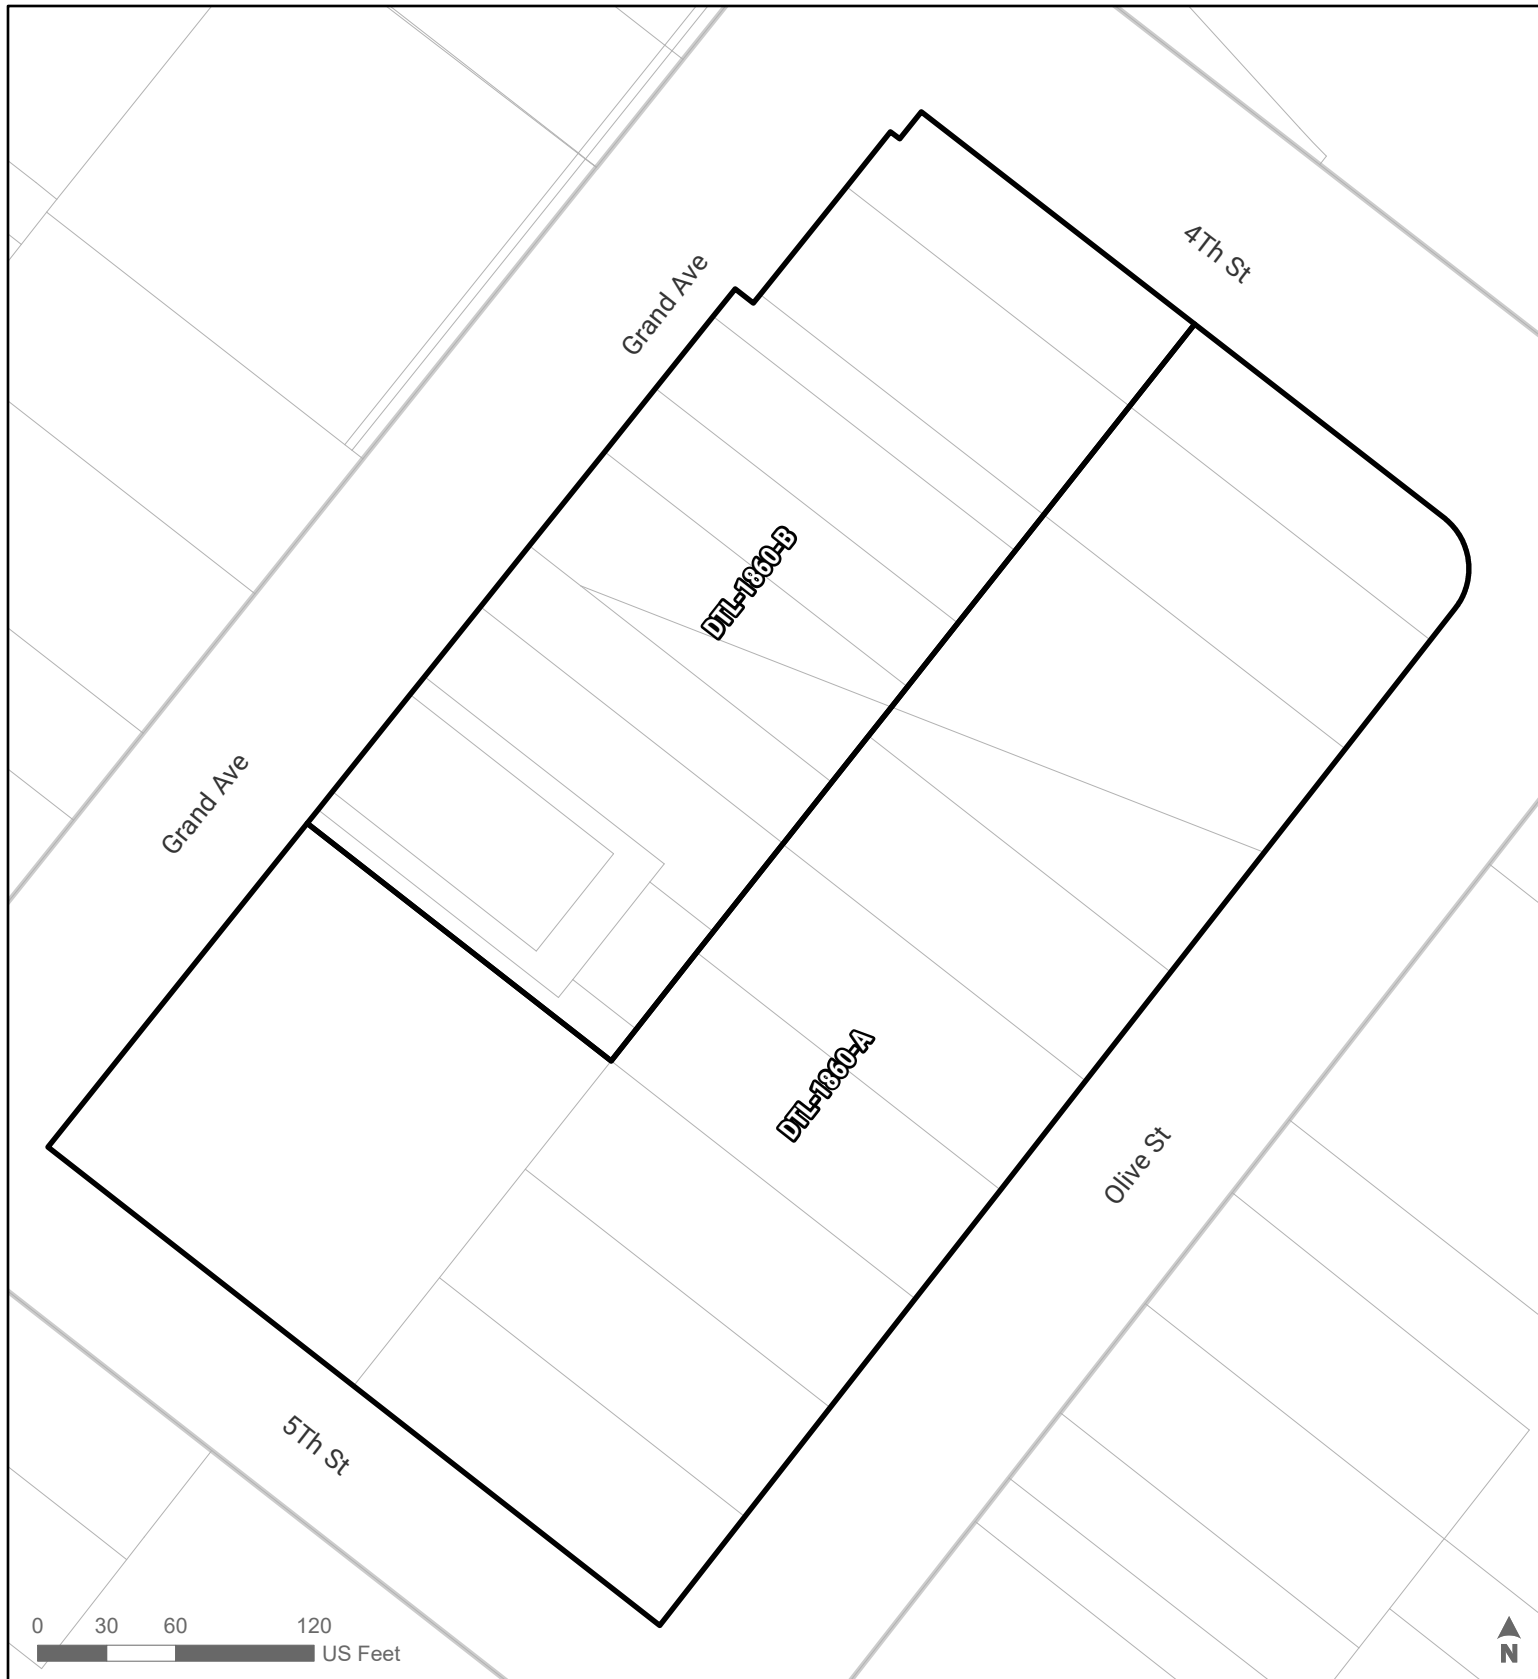 4Th St
Grand Ave
DTL-1860-B
Grand Ave
DTL-1860-A
Olive St
5Th St
0 30 60 120
US Feet
N